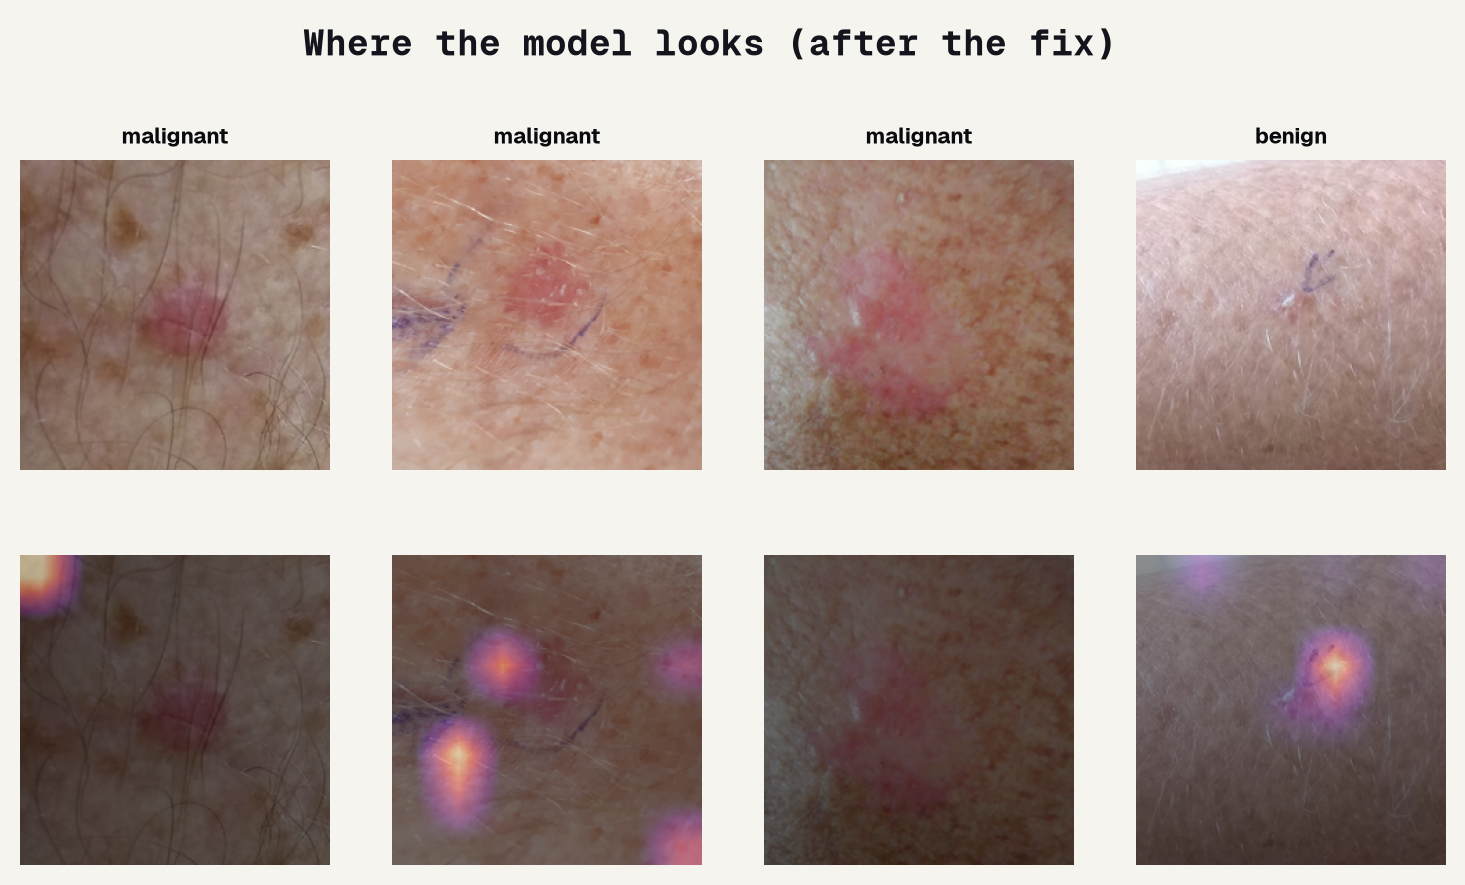 Where the model looks (after the fix)
malignant
malignant
malignant
benign